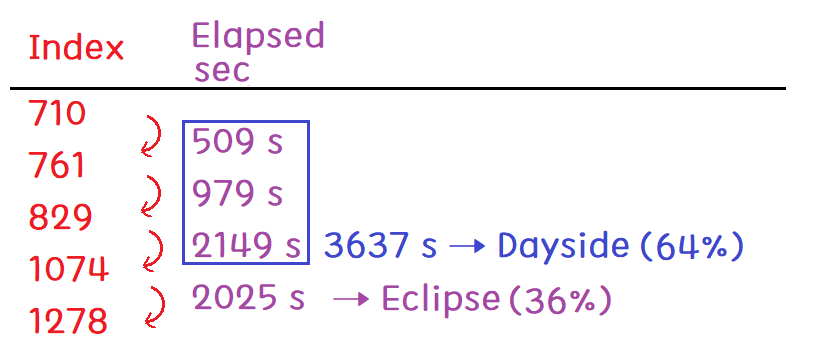 Index
Elapsed
sec
710
509 s
761
979 s
829
2149 s 3637 s → Dayside (64%)
1074
2025 s → Eclipse (36%)
1278